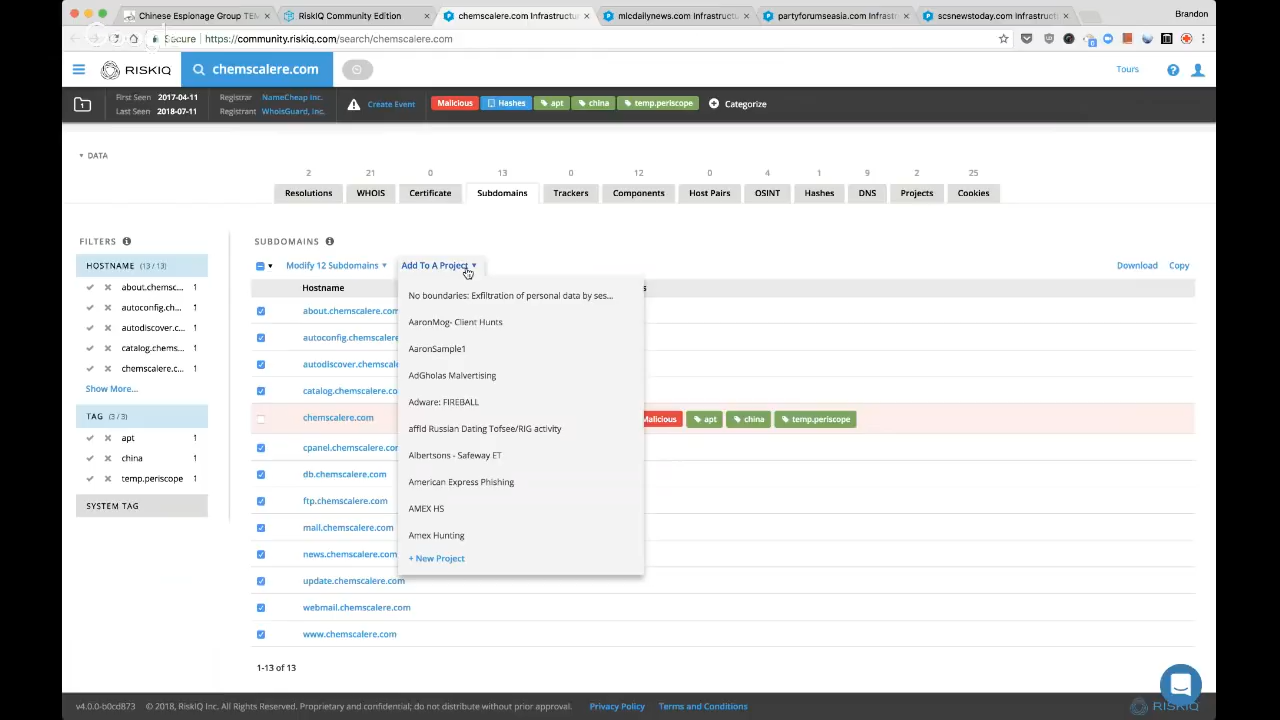 Chinese Espionage Group TEM
RiskIQ Community Edition
chemscalere.com Infrastructu
mlcdailynews.com Infrastructu
partyforumseasia.com Infrastr
scsnewstoday.com Infrastructu
Brandon
Secure
https://community.riskiq.com/search/chemscalere.com
RISKIQ
chemscalere.com
Tours
First Seen 2017-04-11
Last Seen 2018-07-11
Registrar NameCheap Inc.
Registrant WhoisGuard, Inc.
Create Event
Malicious
Hashes
apt
china
temp.periscope
Categorize
DATA
2 21 0 13 0 12 0 4 1 9 2 25
Resolutions WHOIS Certificate Subdomains Trackers Components Host Pairs OSINT Hashes DNS Projects Cookies
FILTERS
HOSTNAME (13 / 13)
about.chemsc... 1
autoconfig.ch... 1
autodiscover.c... 1
catalog.chems... 1
chemscalere.c... 1
Show More...
TAG (3 / 3)
apt 1
china 1
temp.periscope 1
SYSTEM TAG
SUBDOMAINS
Modify 12 Subdomains
Add To A Project
Download
Copy
Hostname
s
about.chemscalere.com
autoconfig.chemscalere
autodiscover.chemscale
catalog.chemscalere.co
chemscalere.com
Malicious apt china temp.periscope
cpanel.chemscalere.com
db.chemscalere.com
ftp.chemscalere.com
mail.chemscalere.com
news.chemscalere.com
update.chemscalere.com
webmail.chemscalere.com
www.chemscalere.com
No boundaries: Exfiltration of personal data by ses...
AaronMog- Client Hunts
AaronSample1
AdGholas Malvertising
Adware: FIREBALL
affId Russian Dating Tofsee/RIG activity
Albertsons - Safeway ET
American Express Phishing
AMEX HS
Amex Hunting
+ New Project
1-13 of 13
v4.0.0-b0cd873
© 2018, RiskIQ Inc. All Rights Reserved. Proprietary and confidential; do not distribute without prior approval.
Privacy Policy
Terms and Conditions
RISKIQ